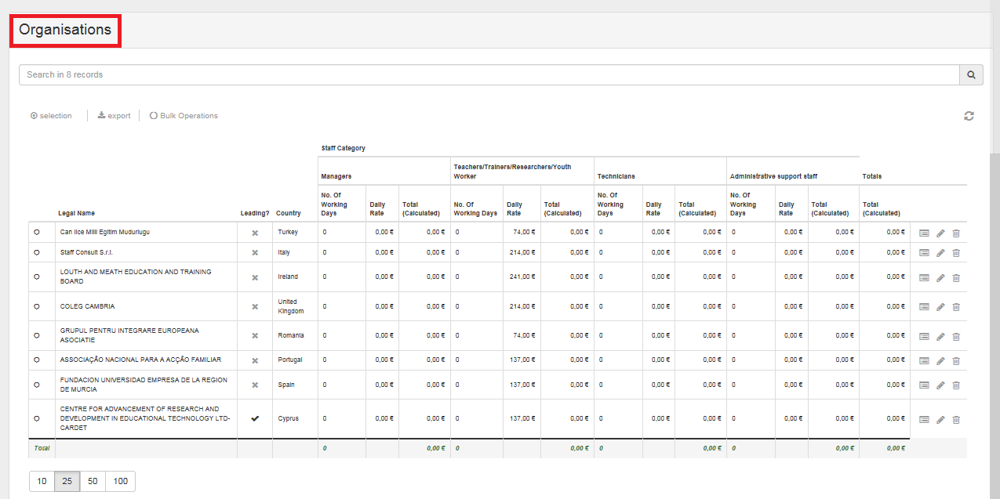 Organisations
Search in 8 records
selection export Bulk Operations
Staff Category
Managers Teachers/Trainers/Researchers/Youth Worker Technicians Administrative support staff Totals
Legal Name Leading? Country No. Of Working Days Daily Rate Total (Calculated) No. Of Working Days Daily Rate Total (Calculated) No. Of Working Days Daily Rate Total (Calculated) No. Of Working Days Daily Rate Total (Calculated) Total (Calculated)
Can Ilce Milli Egitim Mudurlugu Turkey 0 0,00 € 0,00 € 0 74,00 € 0,00 € 0 0,00 € 0,00 € 0 0,00 € 0,00 € 0,00 €
Staff Consult S.r.l. Italy 0 0,00 € 0,00 € 0 214,00 € 0,00 € 0 0,00 € 0,00 € 0 0,00 € 0,00 € 0,00 €
LOUTH AND MEATH EDUCATION AND TRAINING
BOARD Ireland 0 0,00 € 0,00 € 0 241,00 € 0,00 € 0 0,00 € 0,00 € 0 0,00 € 0,00 € 0,00 €
COLEG CAMBRIA United Kingdom 0 0,00 € 0,00 € 0 214,00 € 0,00 € 0 0,00 € 0,00 € 0 0,00 € 0,00 € 0,00 €
GRUPUL PENTRU INTEGRARE EUROPEANA
ASOCIATIE Romania 0 0,00 € 0,00 € 0 74,00 € 0,00 € 0 0,00 € 0,00 € 0 0,00 € 0,00 € 0,00 €
ASSOCIAÇÃO NACIONAL PARA A ACÇÃO FAMILIAR Portugal 0 0,00 € 0,00 € 0 137,00 € 0,00 € 0 0,00 € 0,00 € 0 0,00 € 0,00 € 0,00 €
FUNDACION UNIVERSIDAD EMPRESA DE LA REGION
DE MURCIA Spain 0 0,00 € 0,00 € 0 137,00 € 0,00 € 0 0,00 € 0,00 € 0 0,00 € 0,00 € 0,00 €
CENTRE FOR ADVANCEMENT OF RESEARCH AND
DEVELOPMENT IN EDUCATIONAL TECHNOLOGY LTD-
CARDET Cyprus 0 0,00 € 0,00 € 0 137,00 € 0,00 € 0 0,00 € 0,00 € 0 0,00 € 0,00 € 0,00 €
Total 0 0,00 € 0 0,00 € 0 0,00 € 0 0,00 € 0,00 €
10 25 50 100